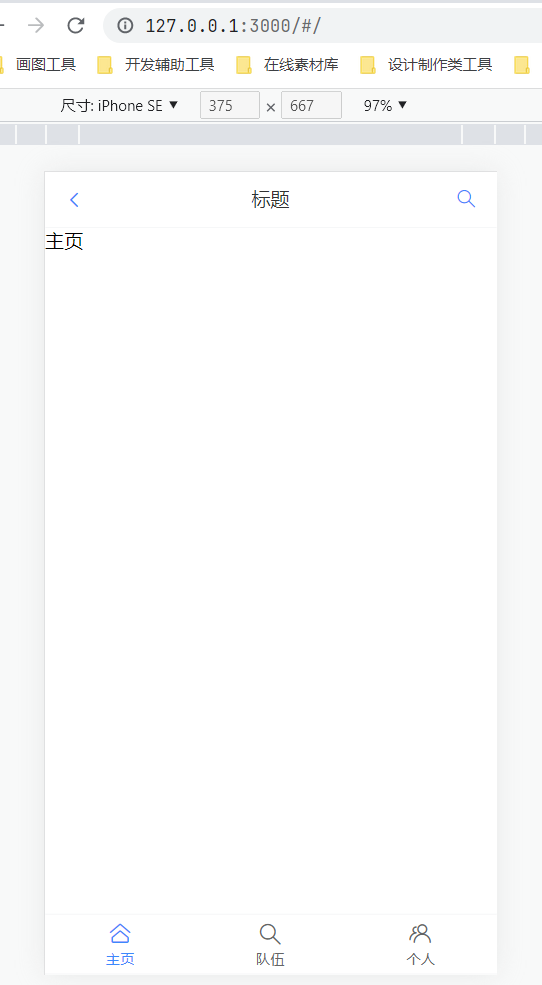 127.0.0.1:3000/#/
画图工具 开发辅助工具 在线素材库 设计制作类工具
尺寸: iPhone SE ▼ 375 × 667 97% ▼
标题
主页
主页 队伍 个人